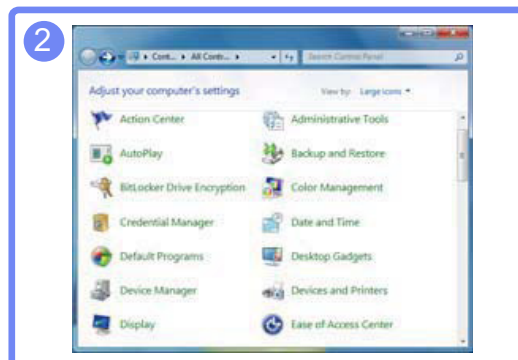 2
Cont... ▸ All Contr... ▸
Search Control Panel
Adjust your computer's settings
View by: Large icons
Action Center
Administrative Tools
AutoPlay
Backup and Restore
BitLocker Drive Encryption
Color Management
Credential Manager
Date and Time
Default Programs
Desktop Gadgets
Device Manager
Devices and Printers
Display
Ease of Access Center